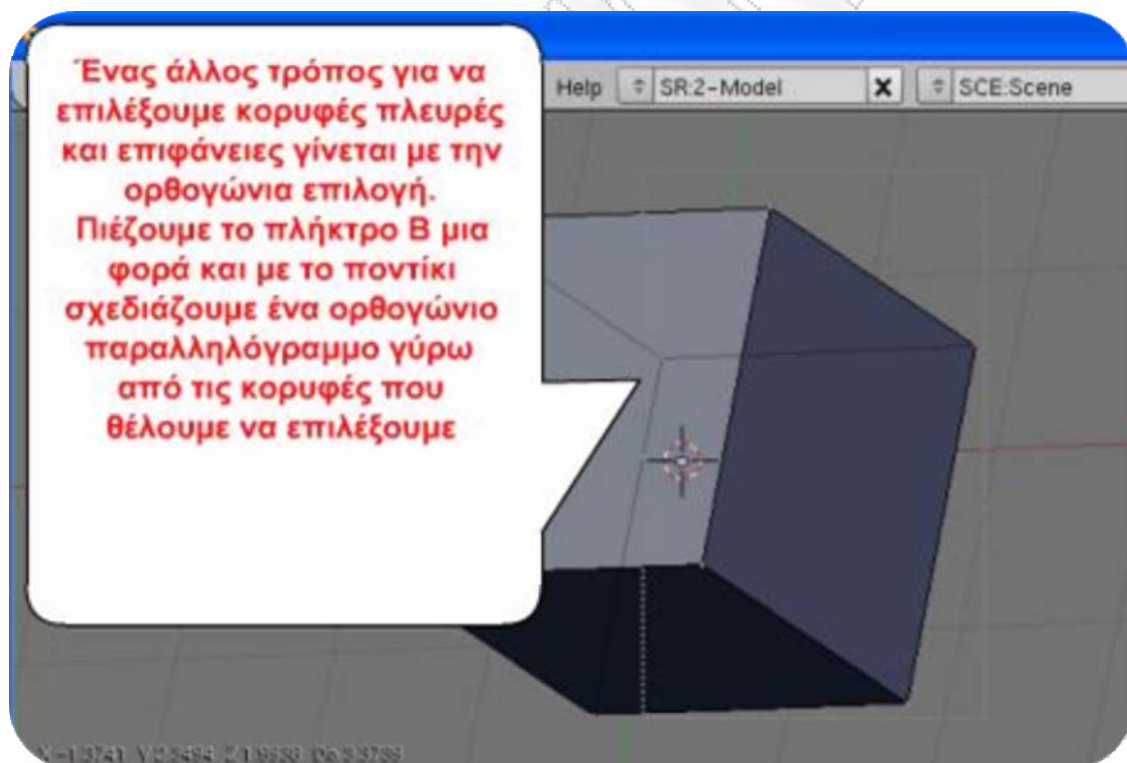 Ένας άλλος τρόπος για να
επιλέξουμε κορυφές πλευρές
και επιφάνειες γίνεται με την
ορθογώνια επιλογή.
Πιέζουμε το πλήκτρο Β μια
φορά και με το ποντίκι
σχεδιάζουμε ένα ορθογώνιο
παραλληλόγραμμο γύρω
από τις κορυφές που
θέλουμε να επιλέξουμε
Help SR:2-Model X SCE:Scene